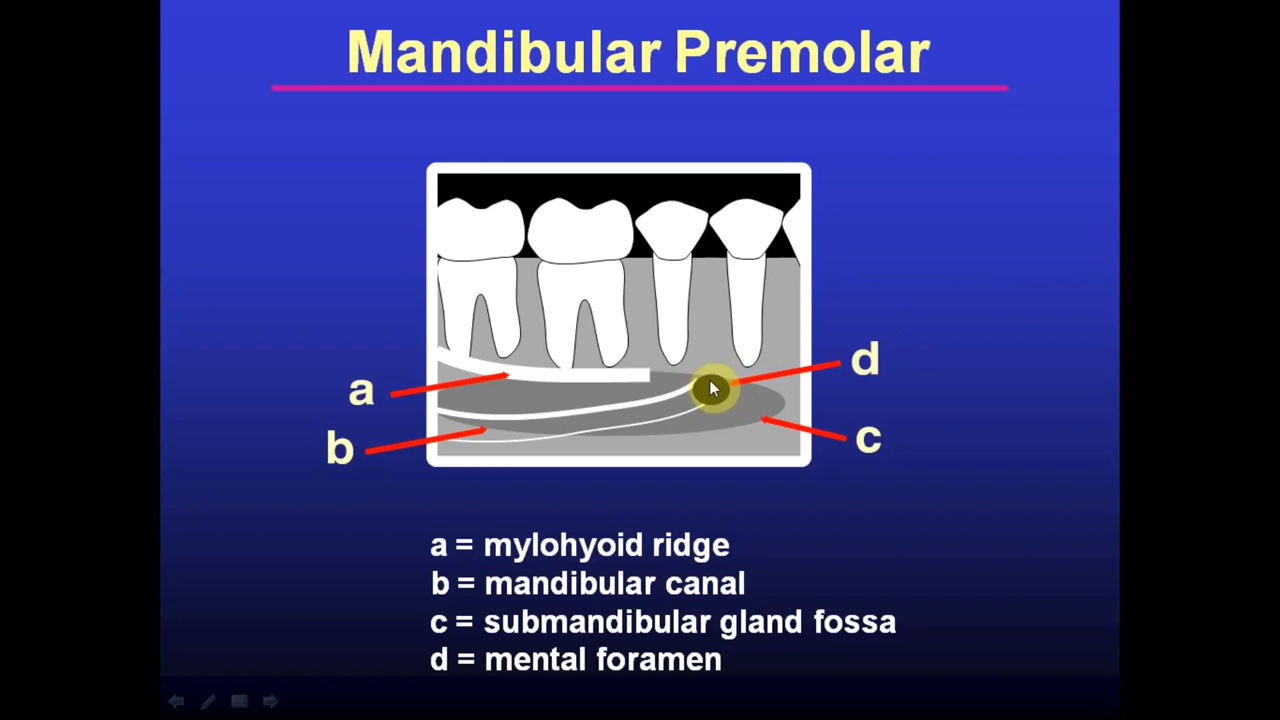 Mandibular Premolar
a
d
b
c
a = mylohyoid ridge
b = mandibular canal
c = submandibular gland fossa
d = mental foramen